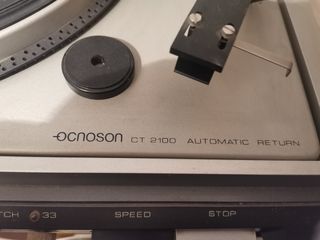 ocnoson CT 2100 AUTOMATIC RETURN
TCH 33 SPEED STOP